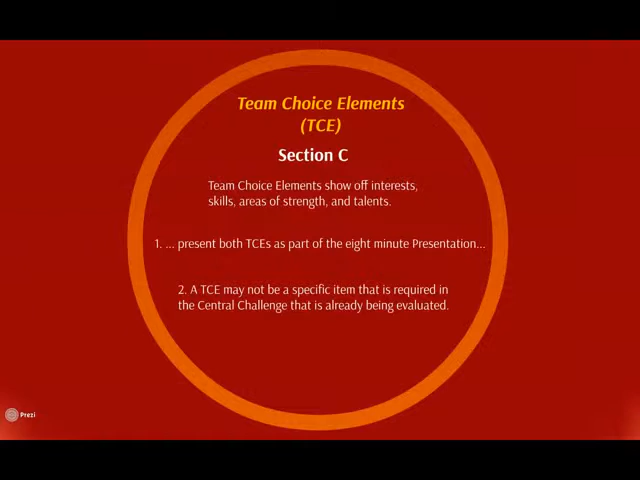 Team Choice Elements
(TCE)
Section C
Team Choice Elements show off interests,
skills, areas of strength, and talents.
1. ... present both TCEs as part of the eight minute Presentation...
2. A TCE may not be a specific item that is required in
the Central Challenge that is already being evaluated.
Prezi